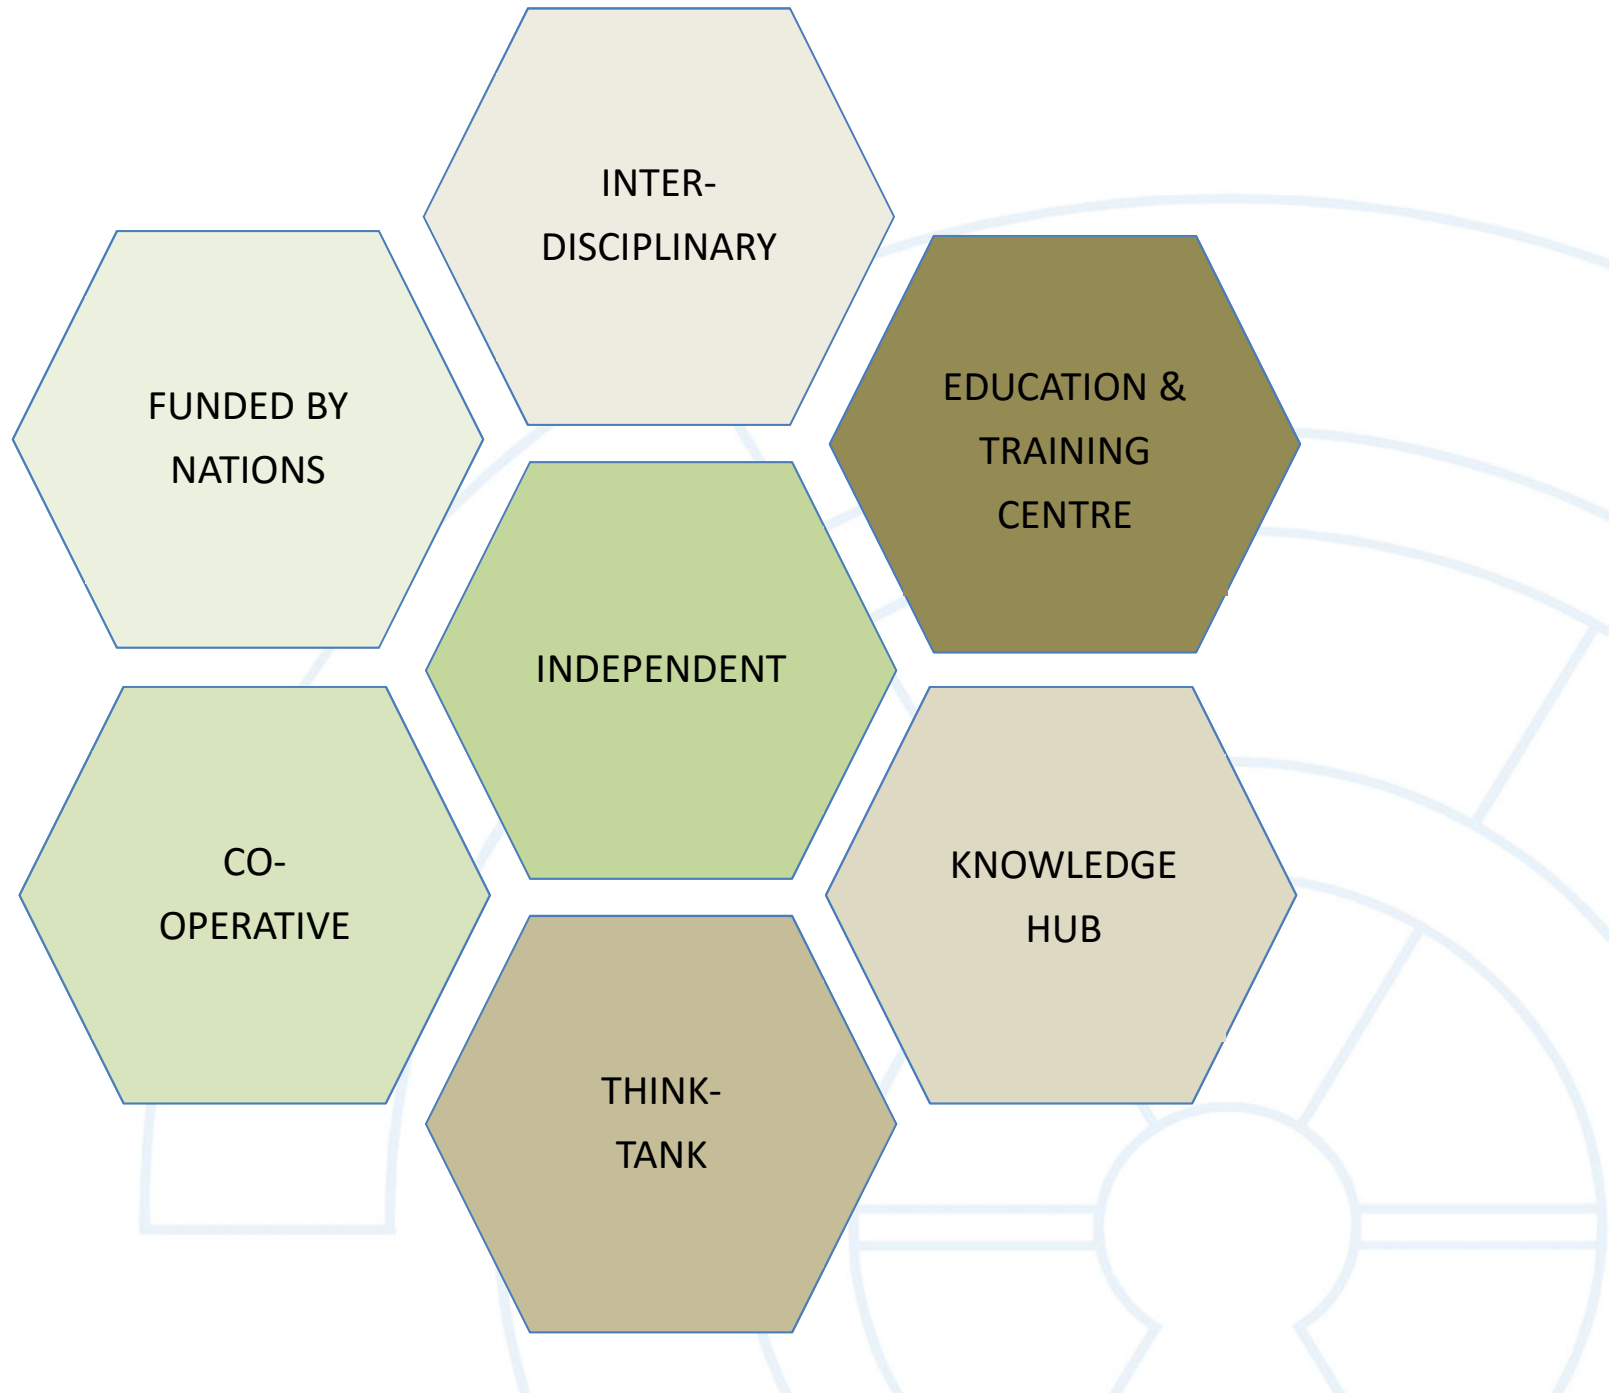 INTER-
DISCIPLINARY
FUNDED BY
NATIONS
EDUCATION &
TRAINING
CENTRE
INDEPENDENT
CO-
OPERATIVE
KNOWLEDGE
HUB
THINK-
TANK